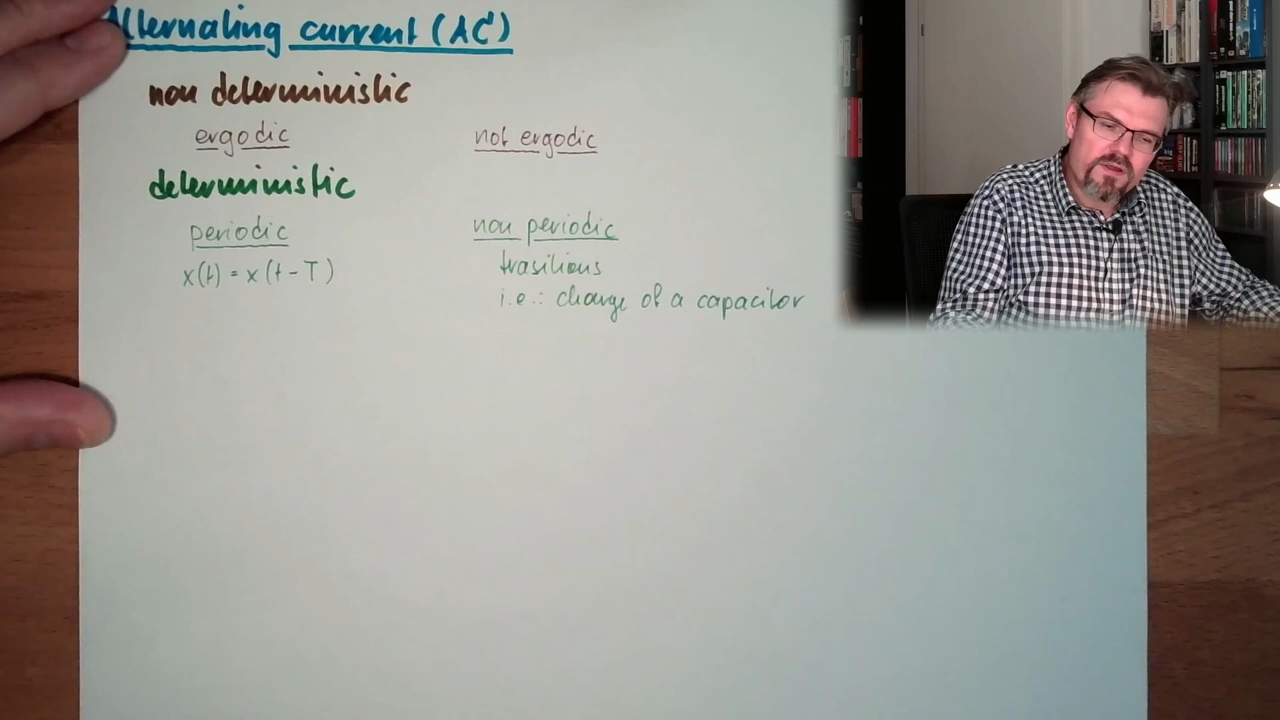 Alternating current (AC)
non deterministic
ergodic
not ergodic
deterministic
periodic
non periodic
x(t) = x(t-T)
trasitions
i.e.: charge of a capacitor